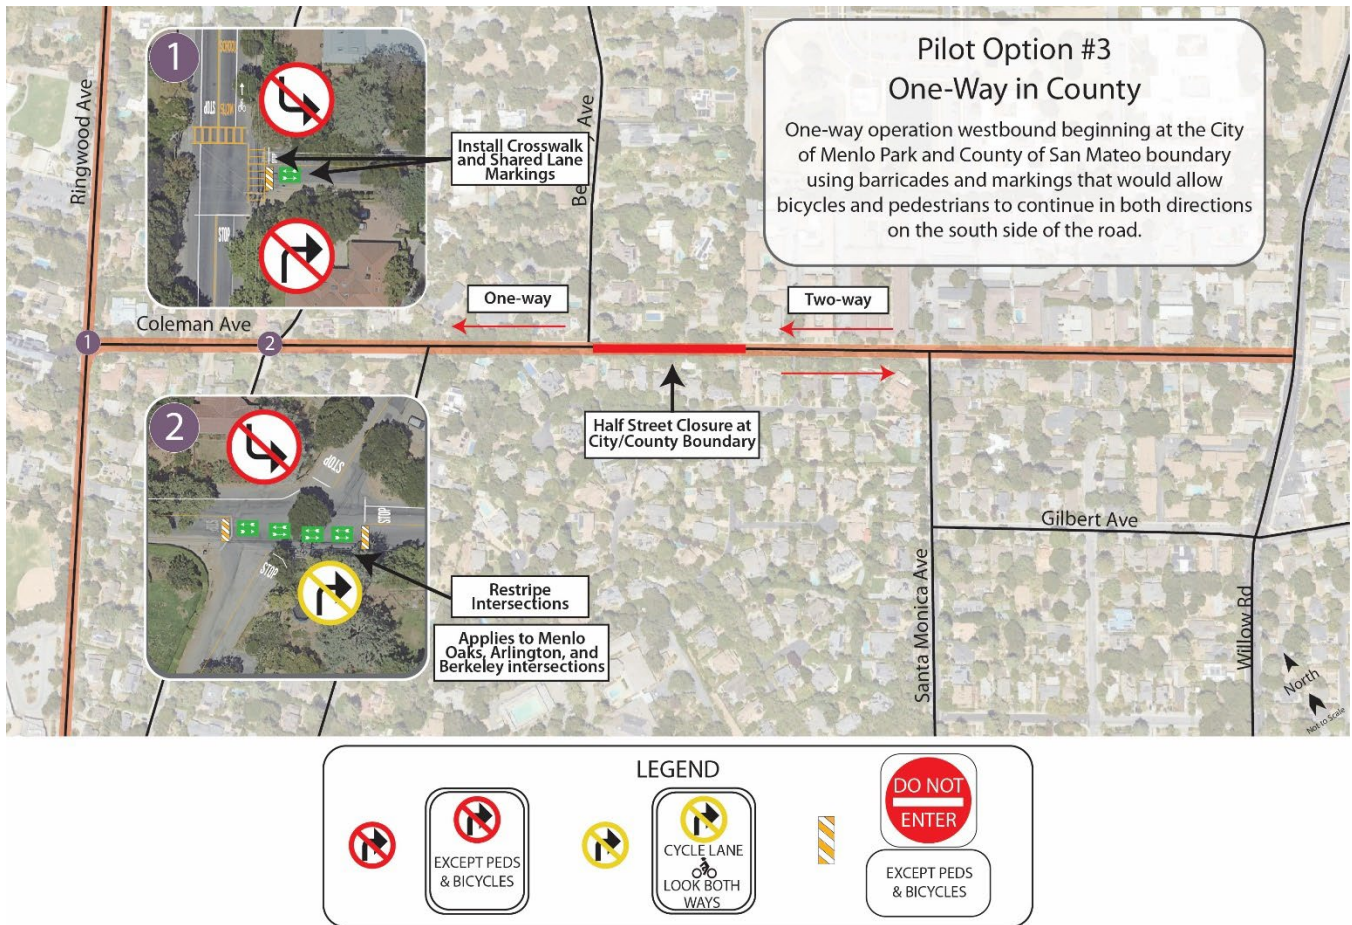 Pilot Option #3
One-Way in County
One-way operation westbound beginning at the City
of Menlo Park and County of San Mateo boundary
using barricades and markings that would allow
bicycles and pedestrians to continue in both directions
on the south side of the road.
1
STOP
STOP
Install Crosswalk
and Shared Lane
Markings
Ringwood Ave
Ave
One-way
Two-way
Coleman Ave
1
2
Half Street Closure at
City/County Boundary
2
STOP
STOP
STOP
Restripe
Intersections
Applies to Menlo
Oaks, Arlington, and
Berkeley intersections
Gilbert Ave
Santa Monica Ave
Willow Rd
North
Not to Scale
LEGEND
EXCEPT PEDS
& BICYCLES
CYCLE LANE
LOOK BOTH
WAYS
DO NOT
ENTER
EXCEPT PEDS
& BICYCLES